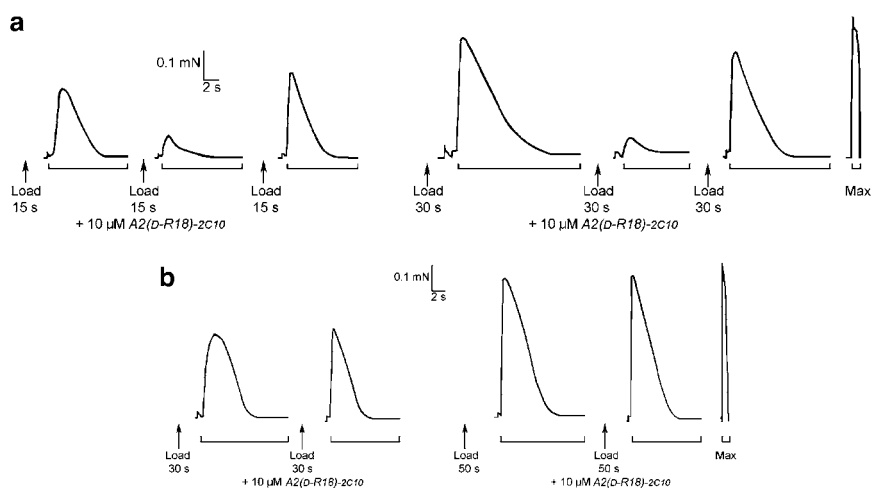 a
0.1 mN
2 s
Load Load Load Load Load Load Max
15 s 15 s 15 s 30 s 30 s 30 s
+ 10 µM A2(D-R18)-2C10 + 10 µM A2(D-R18)-2C10
b
0.1 mN
2 s
Load Load Load Load Max
30 s 30 s 50 s 50 s
+ 10 µM A2(D-R18)-2C10 + 10 µM A2(D-R18)-2C10